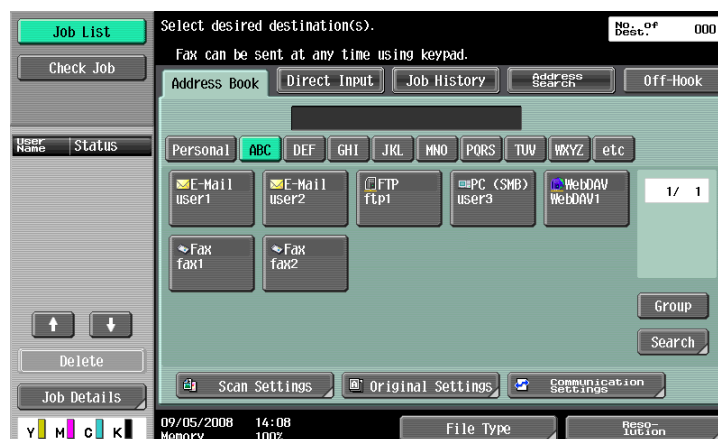 Job List
Check Job
User Name Status
Delete
Job Details
Y M C K
Select desired destination(s).
No. of Dest. 000
Fax can be sent at any time using keypad.
Address Book Direct Input Job History Address Search Off-Hook
Personal ABC DEF GHI JKL MNO PQRS TUV WXYZ etc
E-Mail user1
E-Mail user2
FTP ftp1
PC (SMB) user3
WebDAV WebDAV1
1/ 1
Fax fax1
Fax fax2
Group
Search
Scan Settings Original Settings Communication Settings
09/05/2008 14:08
Memory 100%
File Type
Reso-lution